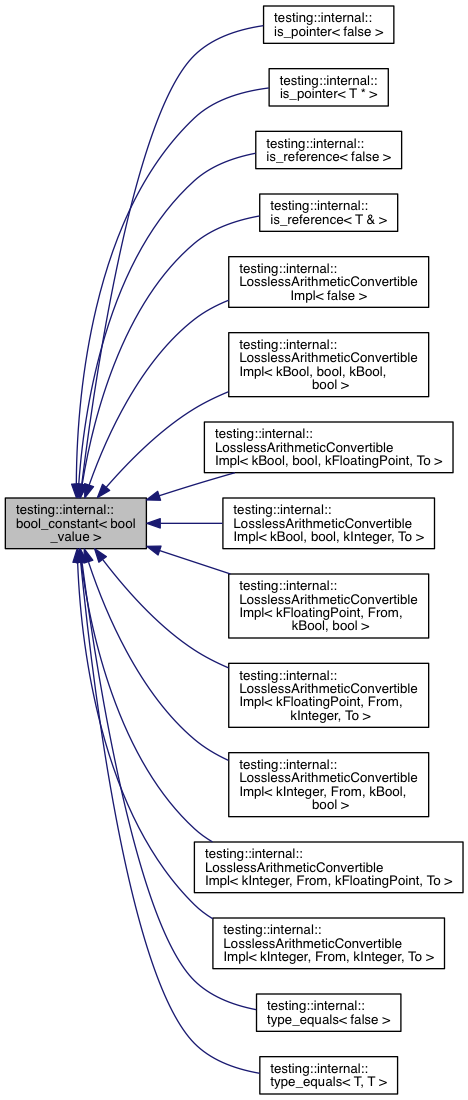 testing::internal::
is_pointer< false >
testing::internal::
is_pointer< T * >
testing::internal::
is_reference< false >
testing::internal::
is_reference< T & >
testing::internal::
LosslessArithmeticConvertible
Impl< false >
testing::internal::
LosslessArithmeticConvertible
Impl< kBool, bool, kBool,
bool >
testing::internal::
LosslessArithmeticConvertible
Impl< kBool, bool, kFloatingPoint, To >
testing::internal::
bool_constant< bool
_value >
testing::internal::
LosslessArithmeticConvertible
Impl< kBool, bool, kInteger, To >
testing::internal::
LosslessArithmeticConvertible
Impl< kFloatingPoint, From,
kBool, bool >
testing::internal::
LosslessArithmeticConvertible
Impl< kFloatingPoint, From,
kInteger, To >
testing::internal::
LosslessArithmeticConvertible
Impl< kInteger, From, kBool,
bool >
testing::internal::
LosslessArithmeticConvertible
Impl< kInteger, From, kFloatingPoint, To >
testing::internal::
LosslessArithmeticConvertible
Impl< kInteger, From, kInteger, To >
testing::internal::
type_equals< false >
testing::internal::
type_equals< T, T >